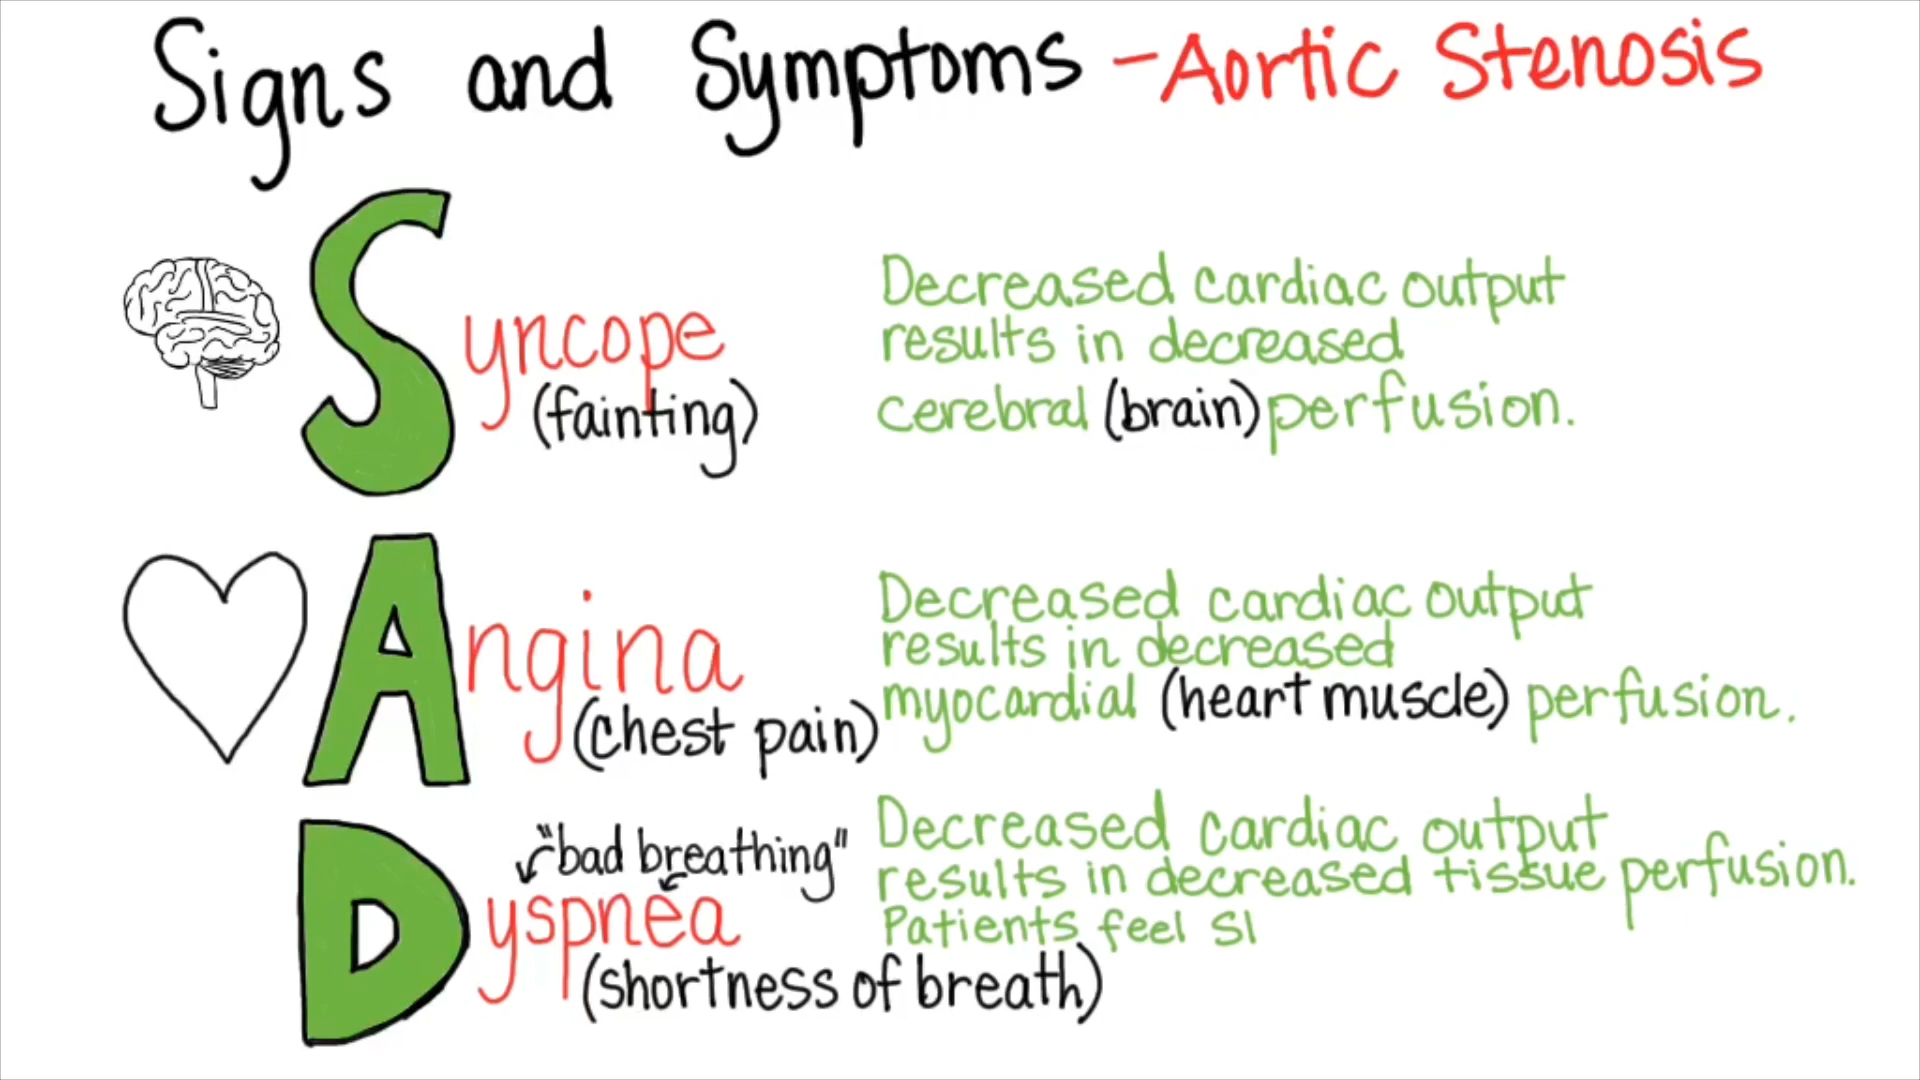 Signs and Symptoms - Aortic Stenosis
Syncope
(fainting)
Decreased cardiac output
results in decreased
cerebral (brain) perfusion.
Angina
(chest pain)
Decreased cardiac output
results in decreased
myocardial (heart muscle) perfusion.
"bad breathing"
Dyspnea
(shortness of breath)
Decreased cardiac output
results in decreased tissue perfusion.
Patients feel Sl